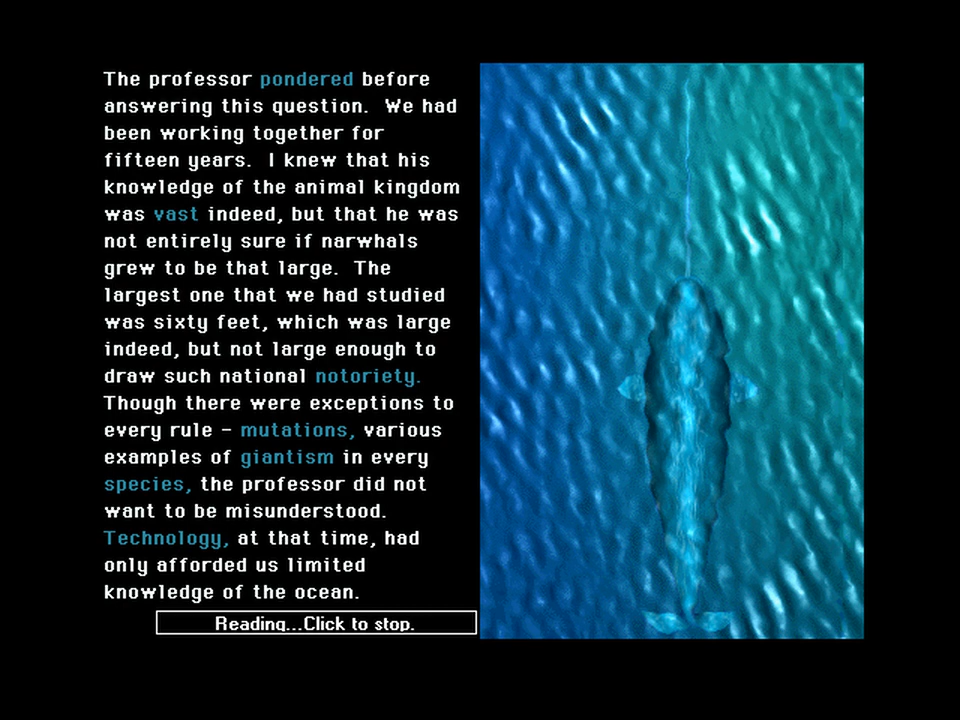 The professor pondered before
answering this question. We had
been working together for
fifteen years. I knew that his
knowledge of the animal kingdom
was vast indeed, but that he was
not entirely sure if narwhals
grew to be that large. The
largest one that we had studied
was sixty feet, which was large
indeed, but not large enough to
draw such national notoriety.
Though there were exceptions to
every rule - mutations, various
examples of giantism in every
species, the professor did not
want to be misunderstood.
Technology, at that time, had
only afforded us limited
knowledge of the ocean.
Reading...Click to stop.